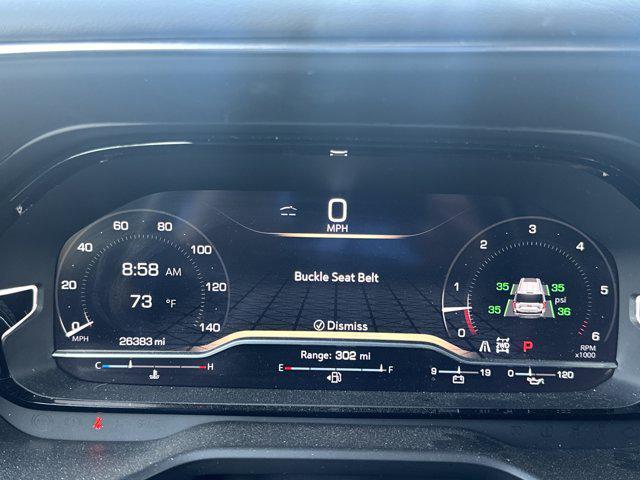 0
MPH
60 80
40 100
20 120
0 140
MPH
8:58 AM
73 °F
26383 mi
C H
Buckle Seat Belt
Dismiss
Range: 302 mi
E F
3
2 4
1 5
0 6
35 35
psi
35 36
2WD P
RPM
x1000
9 19
0 120